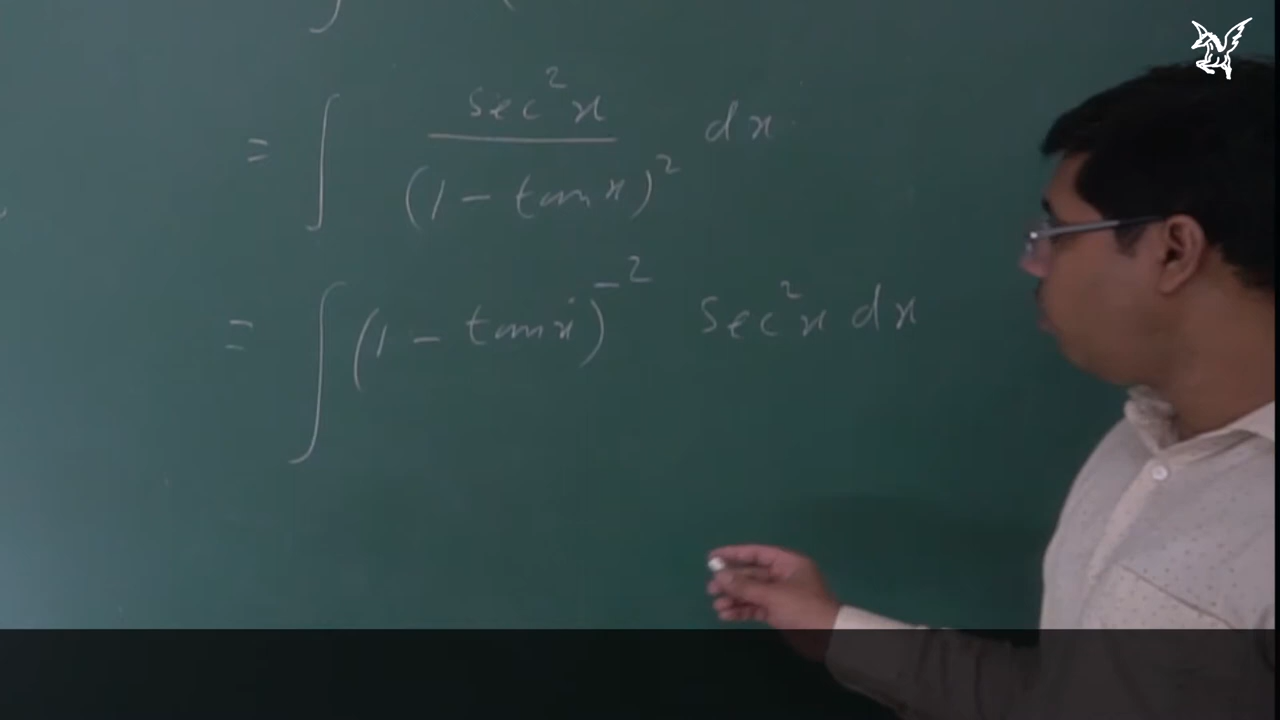 = ∫ sec²x / (1 - tan x)² dx
= ∫ (1 - tan x)⁻² sec²x dx